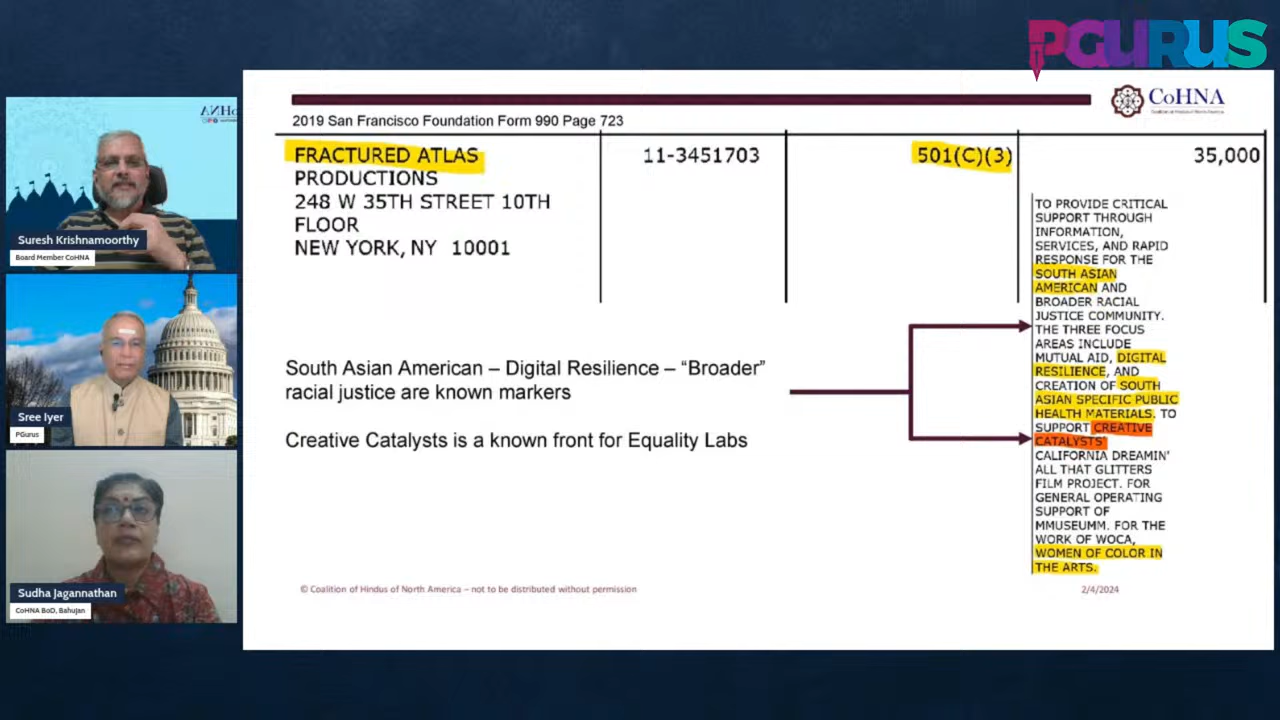 PGURUS
CoHNA
Suresh Krishnamoorthy
Board Member CoHNA
Sree Iyer
PGurus
Sudha Jagannathan
CoHNA BoD, Bahujan
CoHNA
Coalition of Hindus of North America
2019 San Francisco Foundation Form 990 Page 723
FRACTURED ATLAS
PRODUCTIONS
248 W 35TH STREET 10TH
FLOOR
NEW YORK, NY 10001
11-3451703
501(C)(3)
35,000
TO PROVIDE CRITICAL
SUPPORT THROUGH
INFORMATION,
SERVICES, AND RAPID
RESPONSE FOR THE
SOUTH ASIAN
AMERICAN AND
BROADER RACIAL
JUSTICE COMMUNITY.
THE THREE FOCUS
AREAS INCLUDE
MUTUAL AID, DIGITAL
RESILIENCE, AND
CREATION OF SOUTH
ASIAN SPECIFIC PUBLIC
HEALTH MATERIALS. TO
SUPPORT CREATIVE
CATALYSTS'
CALIFORNIA DREAMIN'
ALL THAT GLITTERS
FILM PROJECT. FOR
GENERAL OPERATING
SUPPORT OF
MMUSEUMM. FOR THE
WORK OF WOCA,
WOMEN OF COLOR IN
THE ARTS.
South Asian American – Digital Resilience – “Broader”
racial justice are known markers
Creative Catalysts is a known front for Equality Labs
© Coalition of Hindus of North America – not to be distributed without permission
2/4/2024